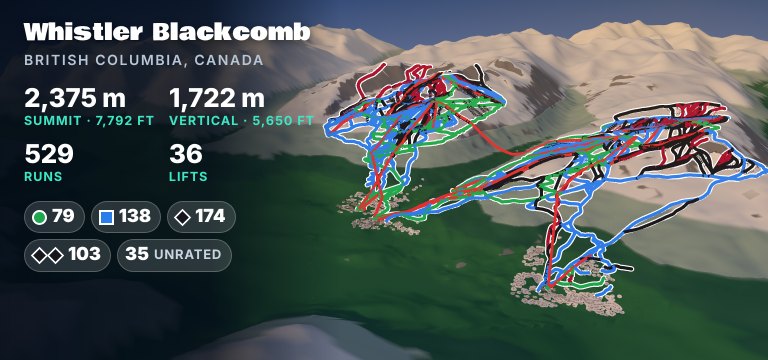 Whistler Blackcomb
BRITISH COLUMBIA, CANADA
2,375 m 1,722 m
SUMMIT · 7,792 FT VERTICAL · 5,650 FT
529 36
RUNS LIFTS
79 138 174
103 35 UNRATED